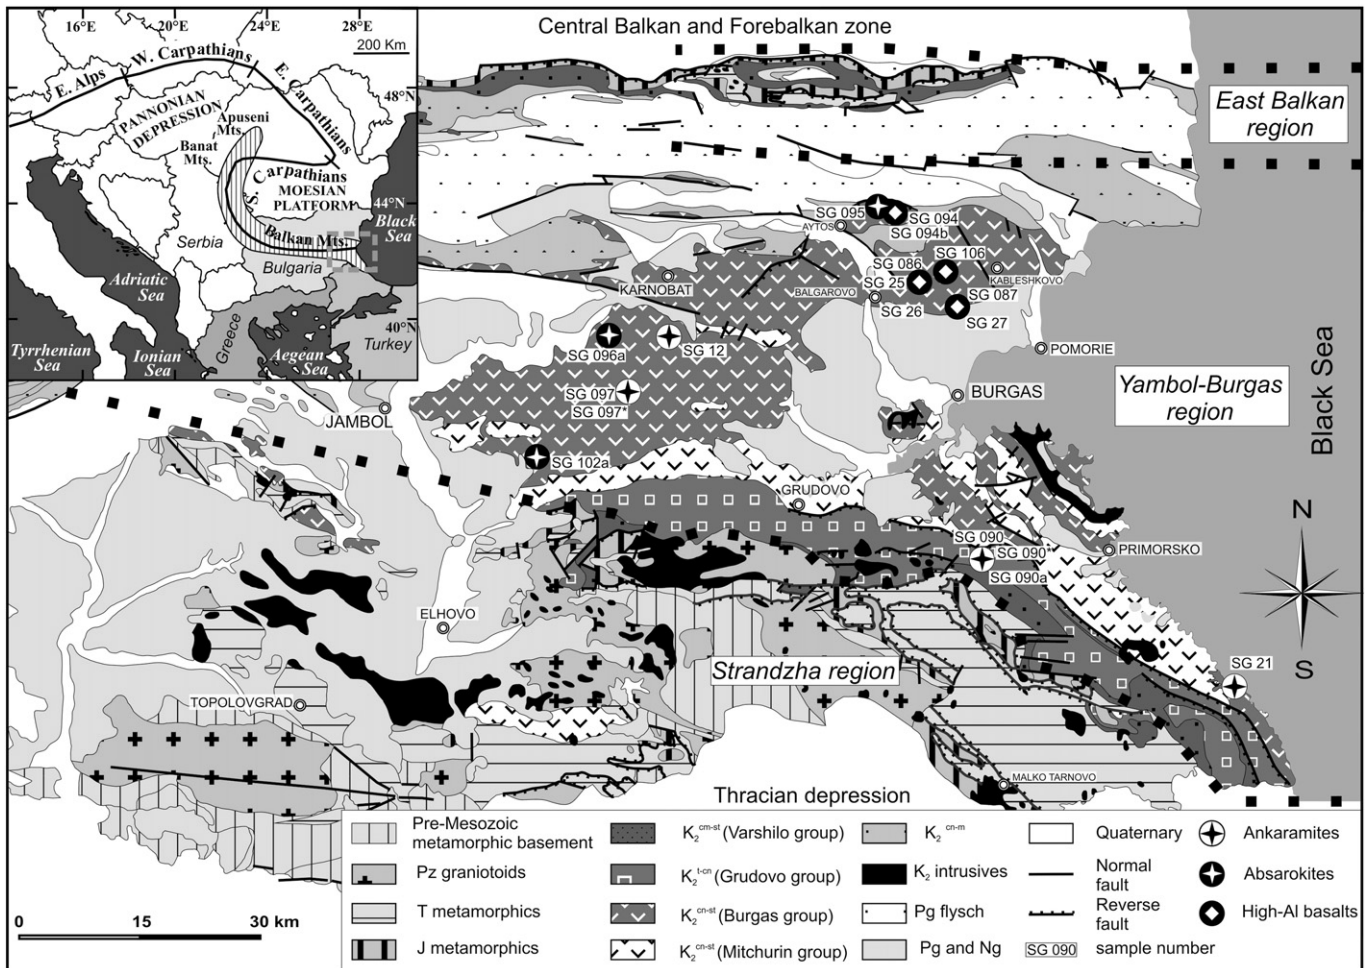 16°E
20°E
24°E
28°E
200 Km
E. Alps
W. Carpathians
E. Carpathians
48°N
PANNONIAN
DEPRESSION
Apuseni
Mts.
Banat
Mts.
S. Carpathians
MOESIAN
PLATFORM
44°N
Black
Sea
Balkan Mts.
Serbia
Bulgaria
Adriatic
Sea
40°N
Greece
Turkey
Tyrrhenian
Sea
Ionian
Sea
Aegean
Sea
Central Balkan and Forebalkan zone
East Balkan
region
SG 095
SG 094
SG 094b
AYTOS
SG 106
SG 086
SG 25
KABLESHKOVO
KARNOBAT
BALGAROVO
SG 087
SG 26
SG 27
SG 096a
SG 12
POMORIE
SG 097
SG 097*
BURGAS
Yambol-Burgas
region
Black Sea
JAMBOL
SG 102a
GRUDOVO
N
SG 090
SG 090*
SG 090a
PRIMORSKO
ELHOVO
S
Strandzha region
SG 21
TOPOLOVGRAD
MALKO TARNOVO
Thracian depression
Pre-Mesozoic
metamorphic basement
Pz graniotoids
T metamorphics
J metamorphics
K₂ᶜᵐ⁻ˢᵗ (Varshilo group)
K₂ᵗ⁻ᶜⁿ (Grudovo group)
K₂ᶜⁿ⁻ˢᵗ (Burgas group)
K₂ᶜⁿ⁻ˢᵗ (Mitchurin group)
K₂ ᶜⁿ⁻ᵐ
K₂ intrusives
Pg flysch
Pg and Ng
Quaternary
Normal
fault
Reverse
fault
SG 090 sample number
Ankaramites
Absarokites
High-Al basalts
0 15 30 km